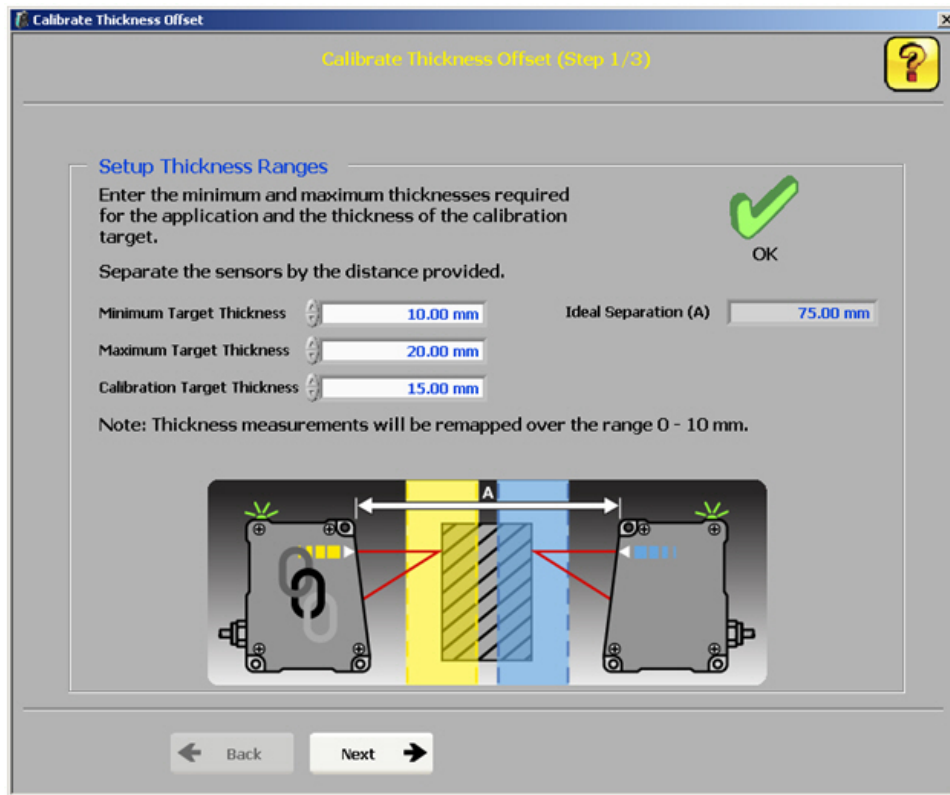 Calibrate Thickness Offset
Calibrate Thickness Offset (Step 1/3)
Setup Thickness Ranges
Enter the minimum and maximum thicknesses required
for the application and the thickness of the calibration
target.
OK
Separate the sensors by the distance provided.
Minimum Target Thickness 10.00 mm Ideal Separation (A) 75.00 mm
Maximum Target Thickness 20.00 mm
Calibration Target Thickness 15.00 mm
Note: Thickness measurements will be remapped over the range 0 - 10 mm.
A
Back Next